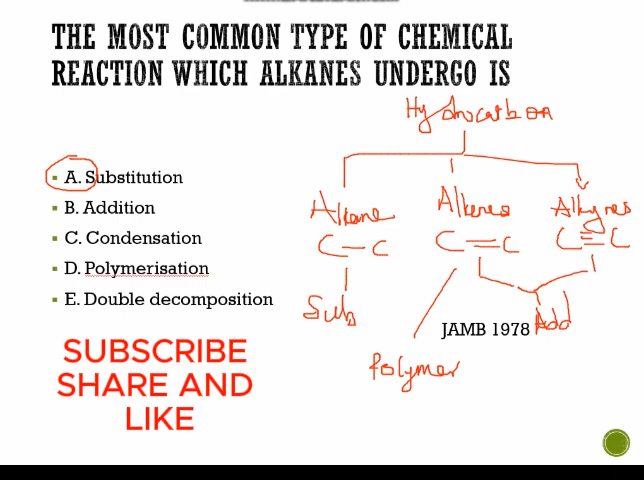 THE MOST COMMON TYPE OF CHEMICAL
REACTION WHICH ALKANES UNDERGO IS
Hydrocarbon
A. Substitution
B. Addition
C. Condensation
D. Polymerisation
E. Double decomposition
Alkane
Alkenes
Alkynes
C – C
C = C
C ≡ C
Sub
Add
JAMB 1978
Polymer
SUBSCRIBE
SHARE AND
LIKE